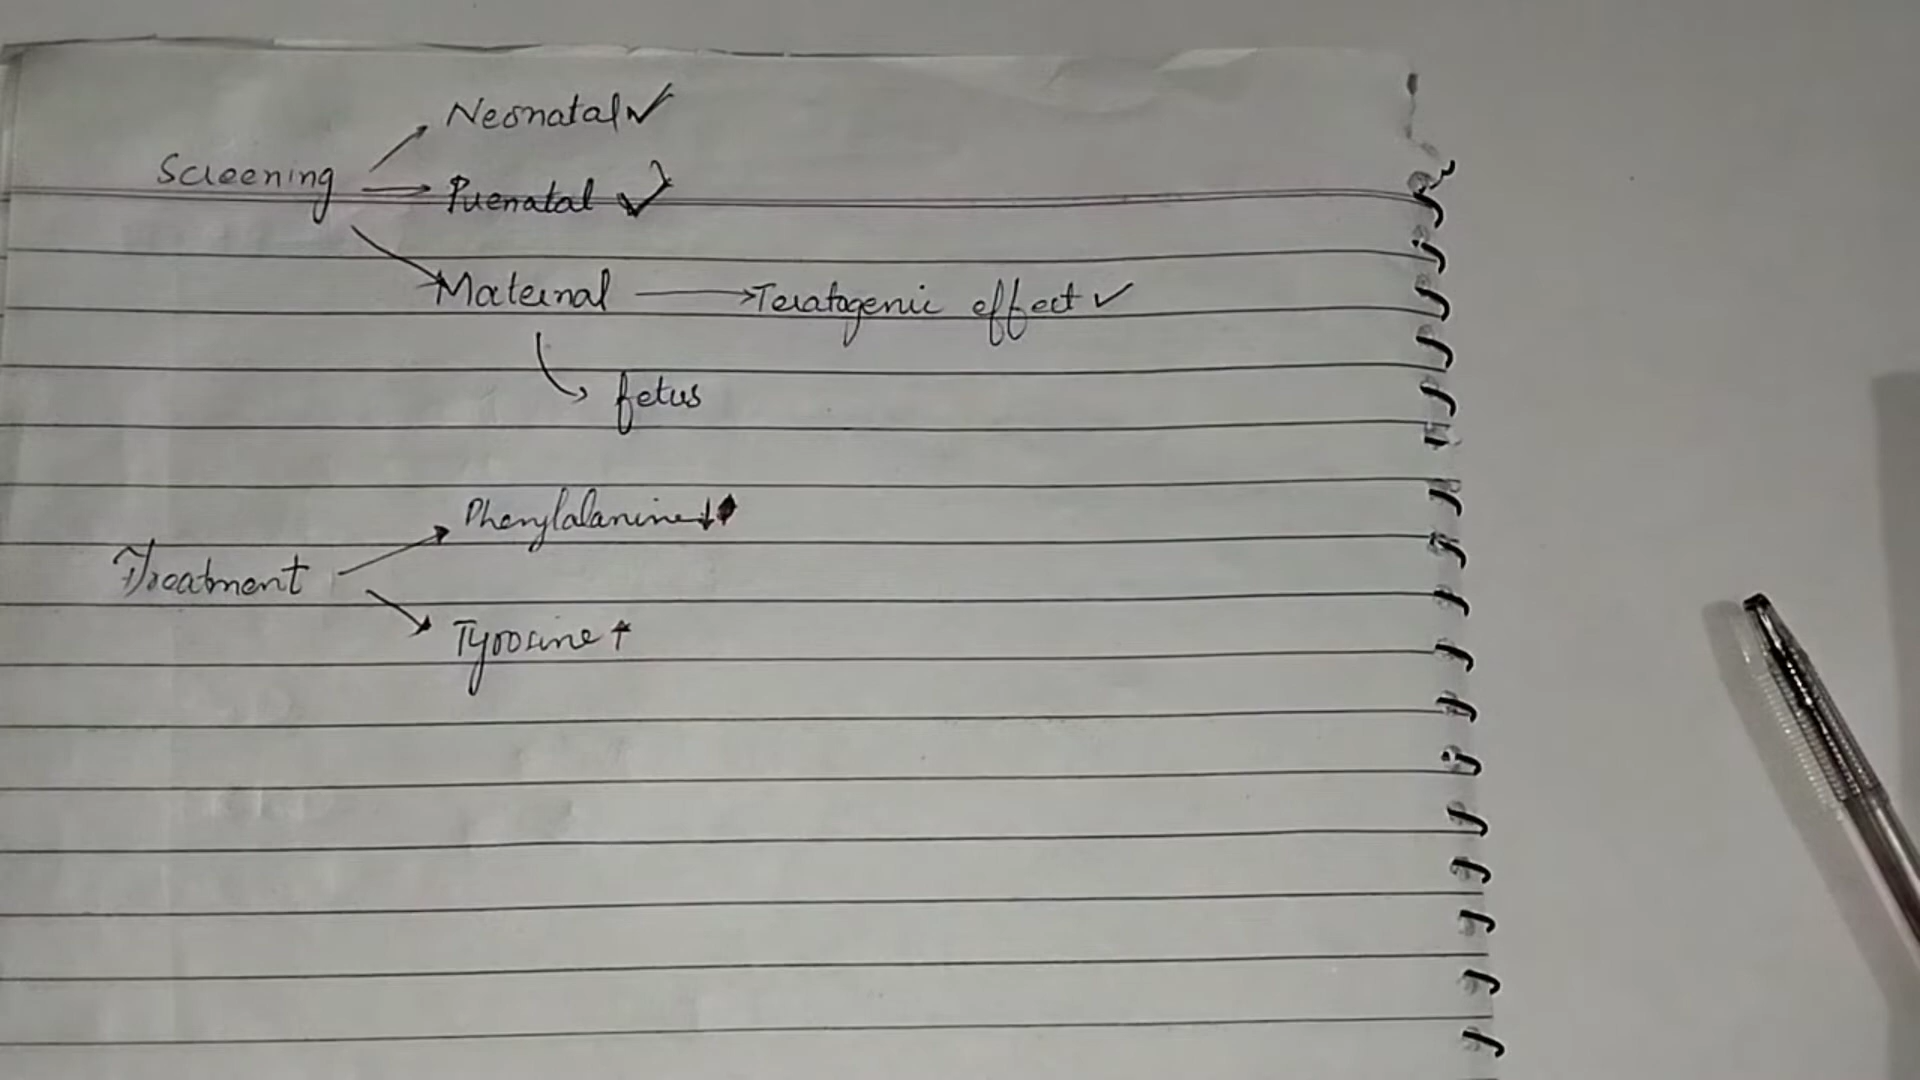 Neonatal ✓
Screening → Prenatal ✓
Maternal → Teratogenic effect ✓
fetus
Phenylalanine ↓
Treatment
Tyrosine ↑